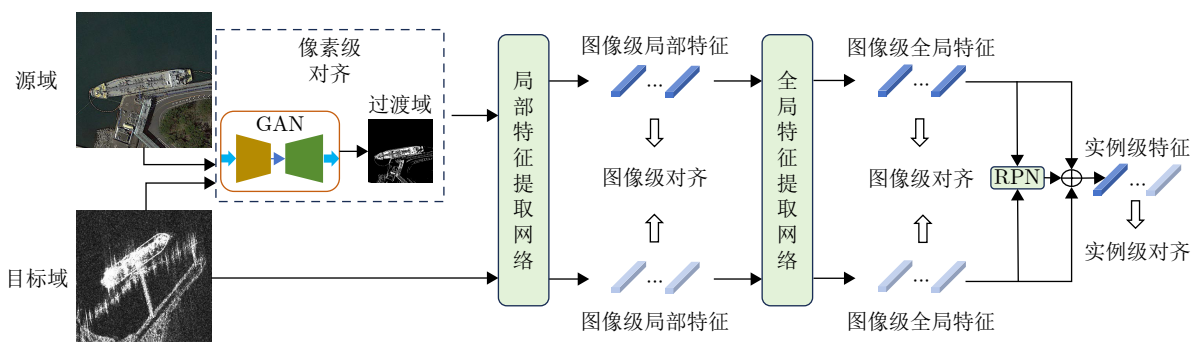 源域
像素级
对齐
GAN
过渡域
目标域
局部特征提取网络
图像级局部特征
...
图像级对齐
...
图像级局部特征
全局特征提取网络
图像级全局特征
...
图像级对齐
...
图像级全局特征
RPN
实例级特征
...
实例级对齐